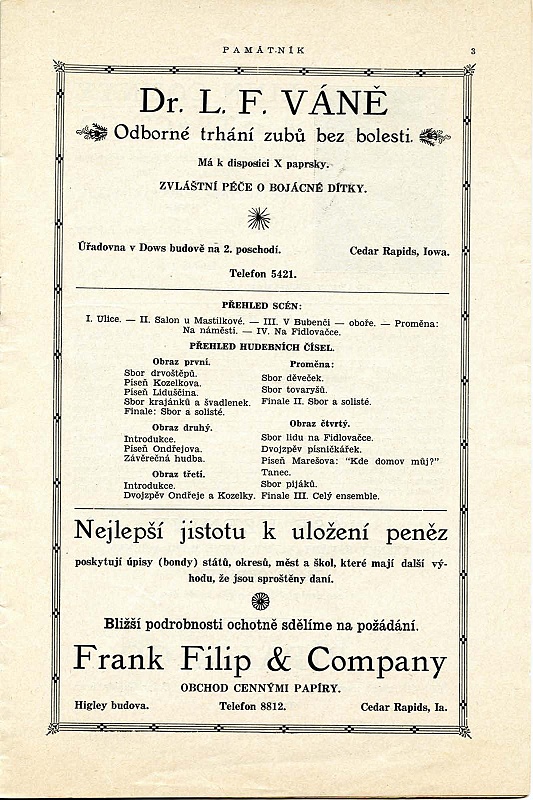 PAMÁTNÍK 3
Dr. L. F. VÁNĚ
Odborné trhání zubů bez bolesti.
Má k disposici X paprsky.
ZVLÁŠTNÍ PÉČE O BOJÁCNÉ DÍTKY.
Úřadovna v Dows budově na 2. poschodí. Cedar Rapids, Iowa.
Telefon 5421.
PŘEHLED SCÉN:
I. Ulice. — II. Salon u Mastílkové. — III. V Bubenči — oboře. — Proměna:
Na náměstí. — IV. Na Fidlovačce.
PŘEHLED HUDEBNÍCH ČÍSEL.
Obraz první.
Sbor drvoštěpů.
Píseň Kozelkova.
Píseň Liduščina.
Sbor krajánků a švadlenek.
Finale: Sbor a solisté.
Obraz druhý.
Introdukce.
Píseň Ondřejova.
Závěrečná hudba.
Obraz třetí.
Introdukce.
Dvojzpěv Ondřeje a Kozelky.
Proměna:
Sbor děveček.
Sbor tovaryšů.
Finale II. Sbor a solisté.
Obraz čtvrtý.
Sbor lidu na Fidlovačce.
Dvojzpěv písničkářek.
Píseň Marešova: "Kde domov můj?"
Tanec.
Sbor pijáků.
Finale III. Celý ensemble.
Nejlepší jistotu k uložení peněz
poskytují úpisy (bondy) států, okresů, měst a škol, které mají další vý-
hodu, že jsou sproštěny daní.
Bližší podrobnosti ochotně sdělíme na požádání.
Frank Filip & Company
OBCHOD CENNÝMI PAPÍRY.
Higley budova. Telefon 8812. Cedar Rapids, Ia.